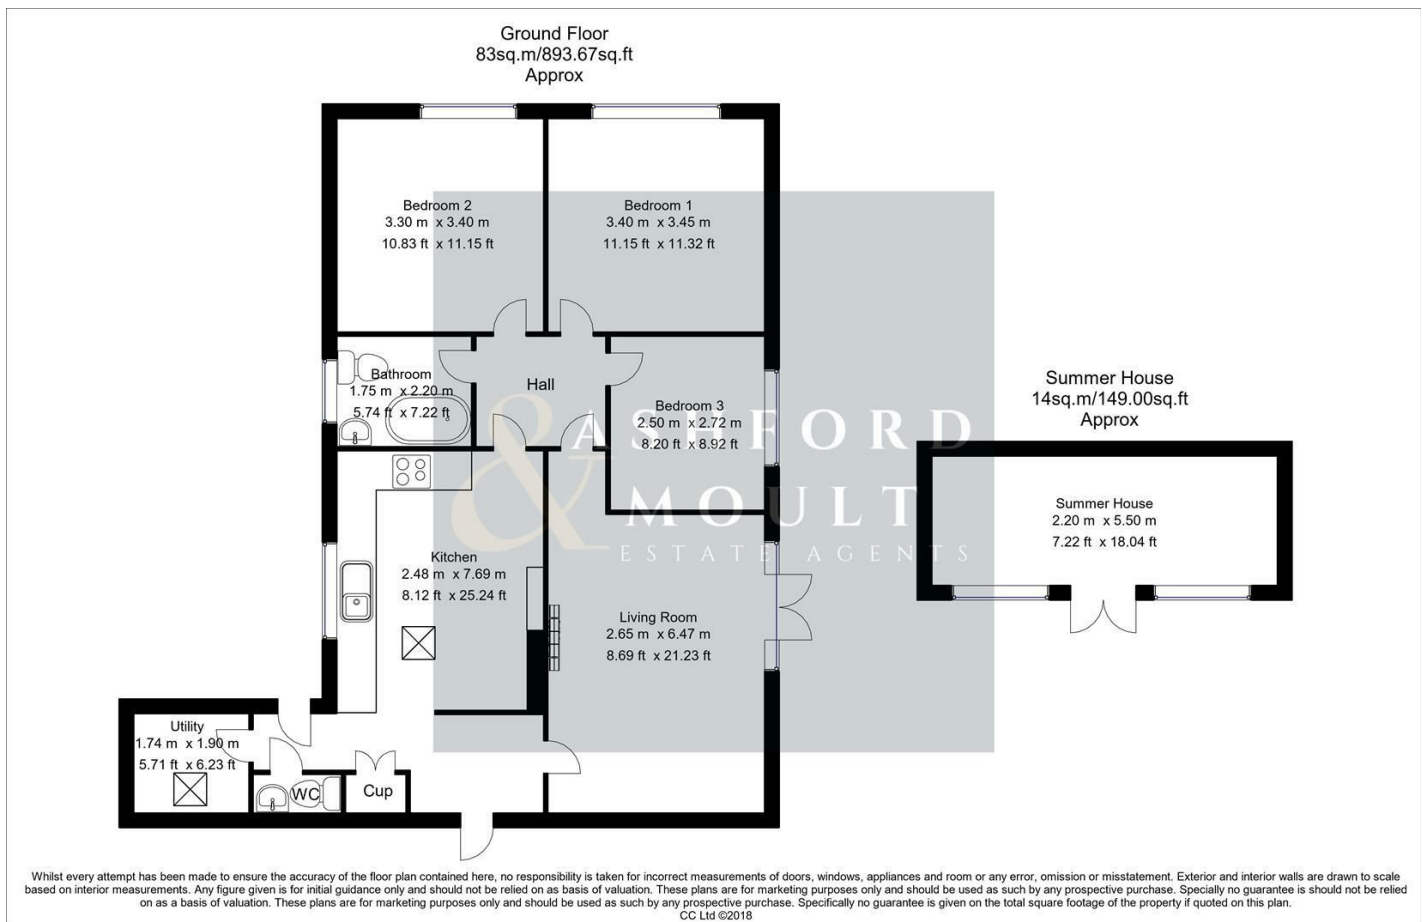 Ground Floor
83sq.m/893.67sq.ft
Approx
Bedroom 2
3.30 m x 3.40 m
10.83 ft x 11.15 ft
Bedroom 1
3.40 m x 3.45 m
11.15 ft x 11.32 ft
Bathroom
1.75 m x 2.20 m
5.74 ft x 7.22 ft
Hall
Bedroom 3
2.50 m x 2.72 m
8.20 ft x 8.92 ft
&
ASHFORD
MOULT
ESTATE AGENTS
Summer House
14sq.m/149.00sq.ft
Approx
Summer House
2.20 m x 5.50 m
7.22 ft x 18.04 ft
Kitchen
2.48 m x 7.69 m
8.12 ft x 25.24 ft
Living Room
2.65 m x 6.47 m
8.69 ft x 21.23 ft
Utility
1.74 m x 1.90 m
5.71 ft x 6.23 ft
WC
Cup
Whilst every attempt has been made to ensure the accuracy of the floor plan contained here, no responsibility is taken for incorrect measurements of doors, windows, appliances and room or any error, omission or misstatement. Exterior and interior walls are drawn to scale
based on interior measurements. Any figure given is for initial guidance only and should not be relied on as basis of valuation. These plans are for marketing purposes only and should be used as such by any prospective purchase. Specially no guarantee is should not be relied
on as a basis of valuation. These plans are for marketing purposes only and should be used as such by any prospective purchase. Specifically no guarantee is given on the total square footage of the property if quoted on this plan.
CC Ltd ©2018